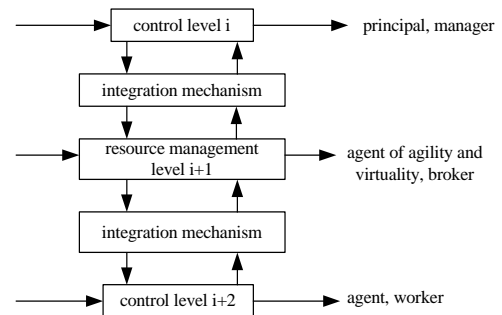 control level i
principal, manager
integration mechanism
resource management
level i+1
agent of agility and
virtuality, broker
integration mechanism
control level i+2
agent, worker